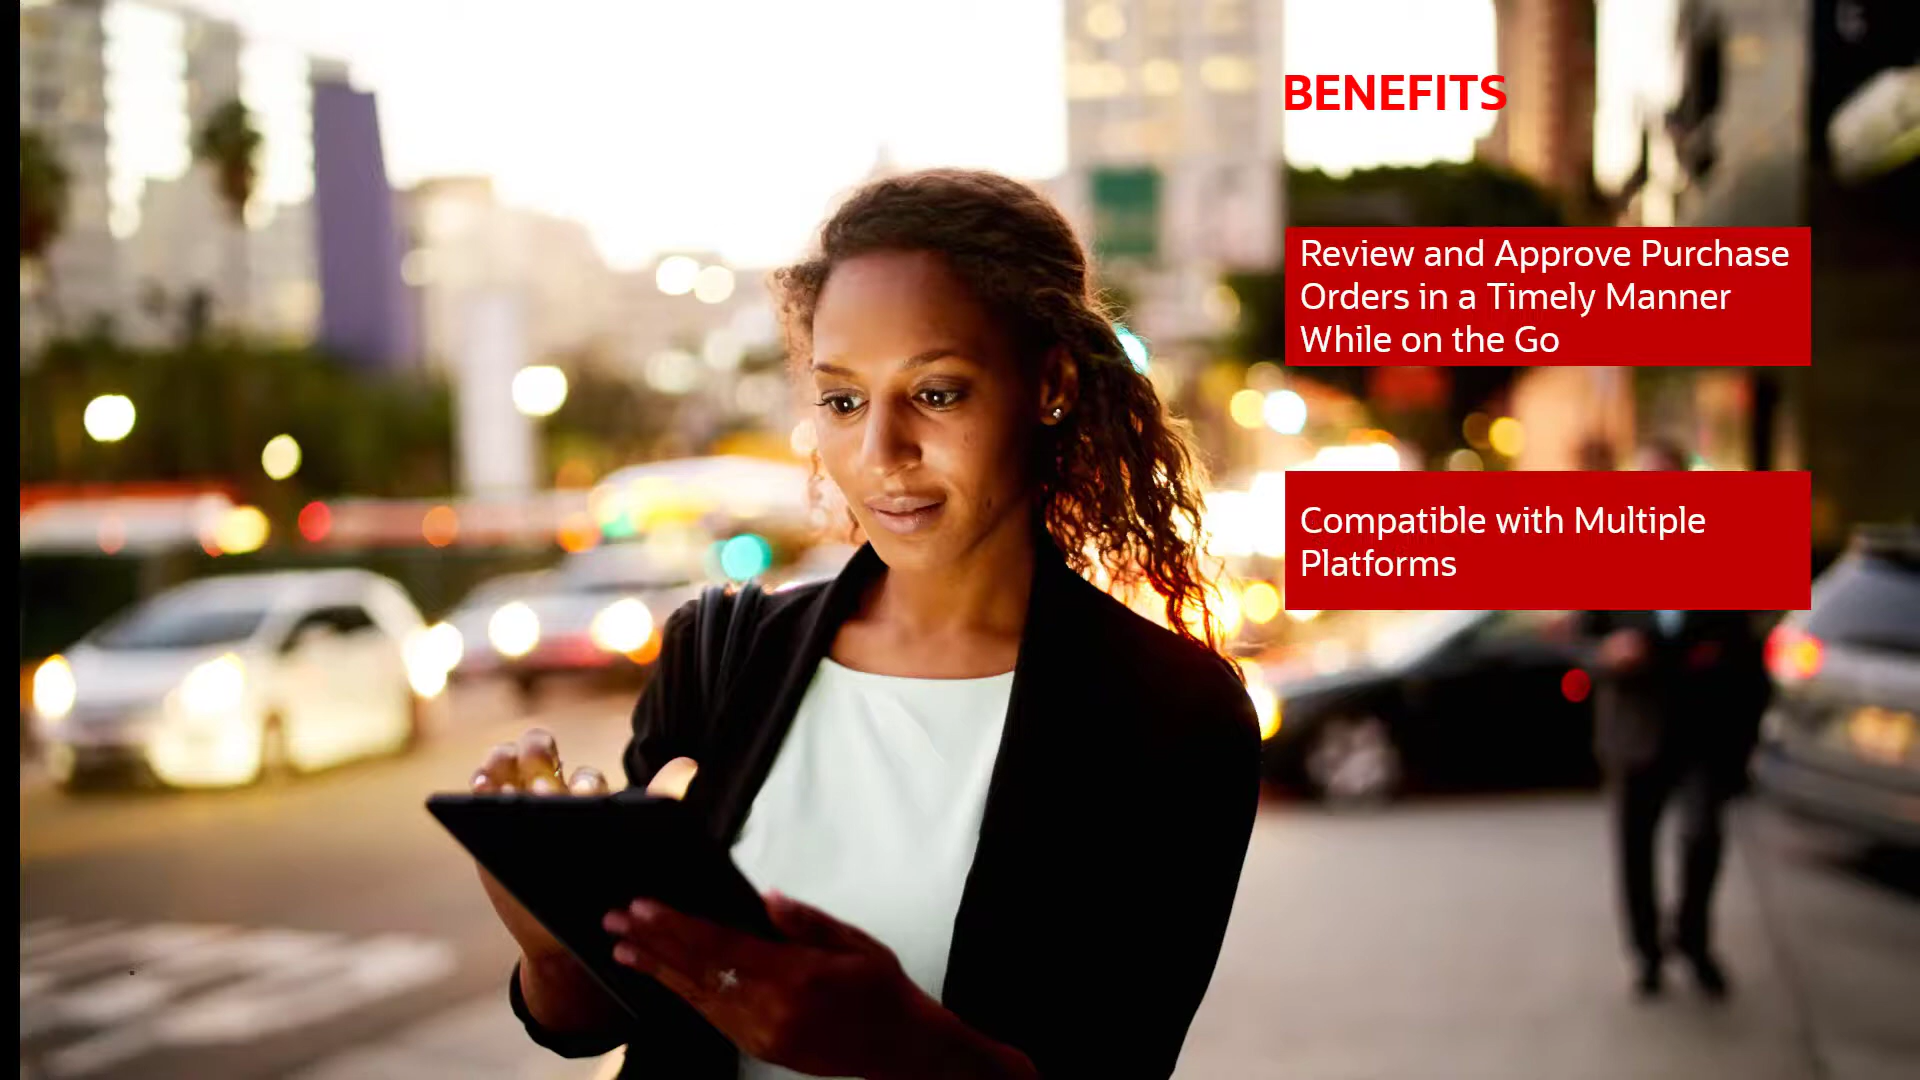 BENEFITS
Review and Approve Purchase
Orders in a Timely Manner
While on the Go
Compatible with Multiple
Platforms